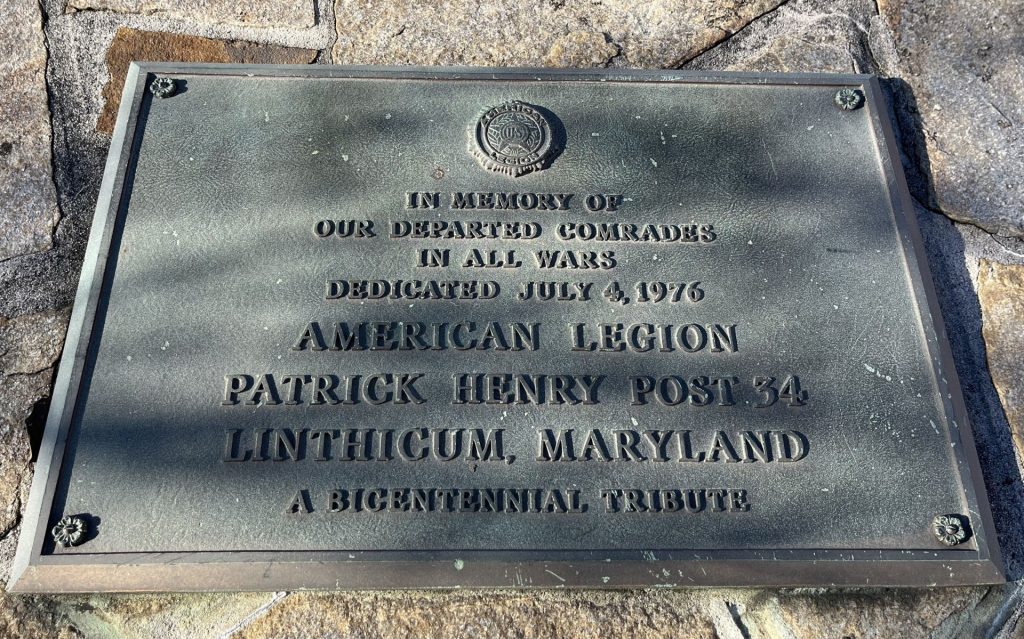 AMERICAN
U.S.
LEGION
IN MEMORY OF
OUR DEPARTED COMRADES
IN ALL WARS
DEDICATED JULY 4, 1976
AMERICAN LEGION
PATRICK HENRY POST 34
LINTHICUM, MARYLAND
A BICENTENNIAL TRIBUTE